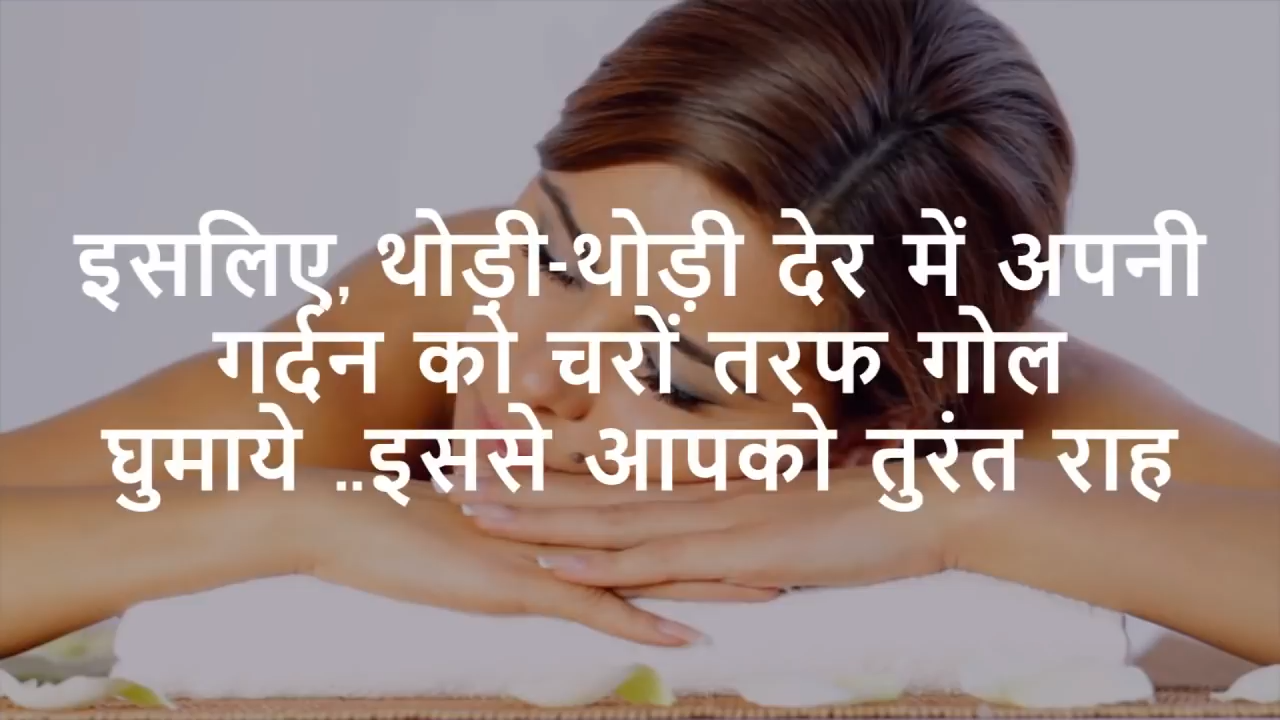 इसलिए, थोड़ी-थोड़ी देर में अपनी
गर्दन को चरों तरफ गोल
घुमाये ..इससे आपको तुरंत राह